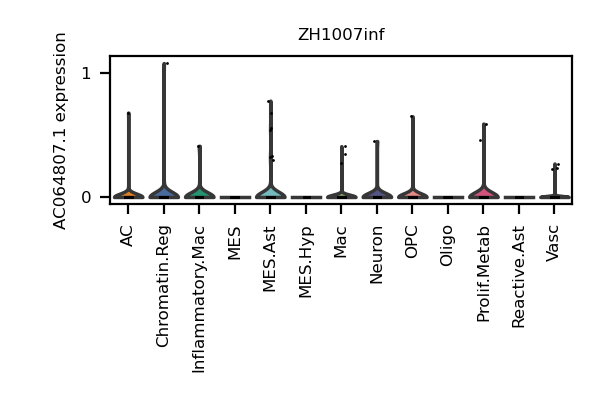 ZH1007inf
AC064807.1 expression
1
0
AC
Chromatin.Reg
Inflammatory.Mac
MES
MES.Ast
MES.Hyp
Mac
Neuron
OPC
Oligo
Prolif.Metab
Reactive.Ast
Vasc